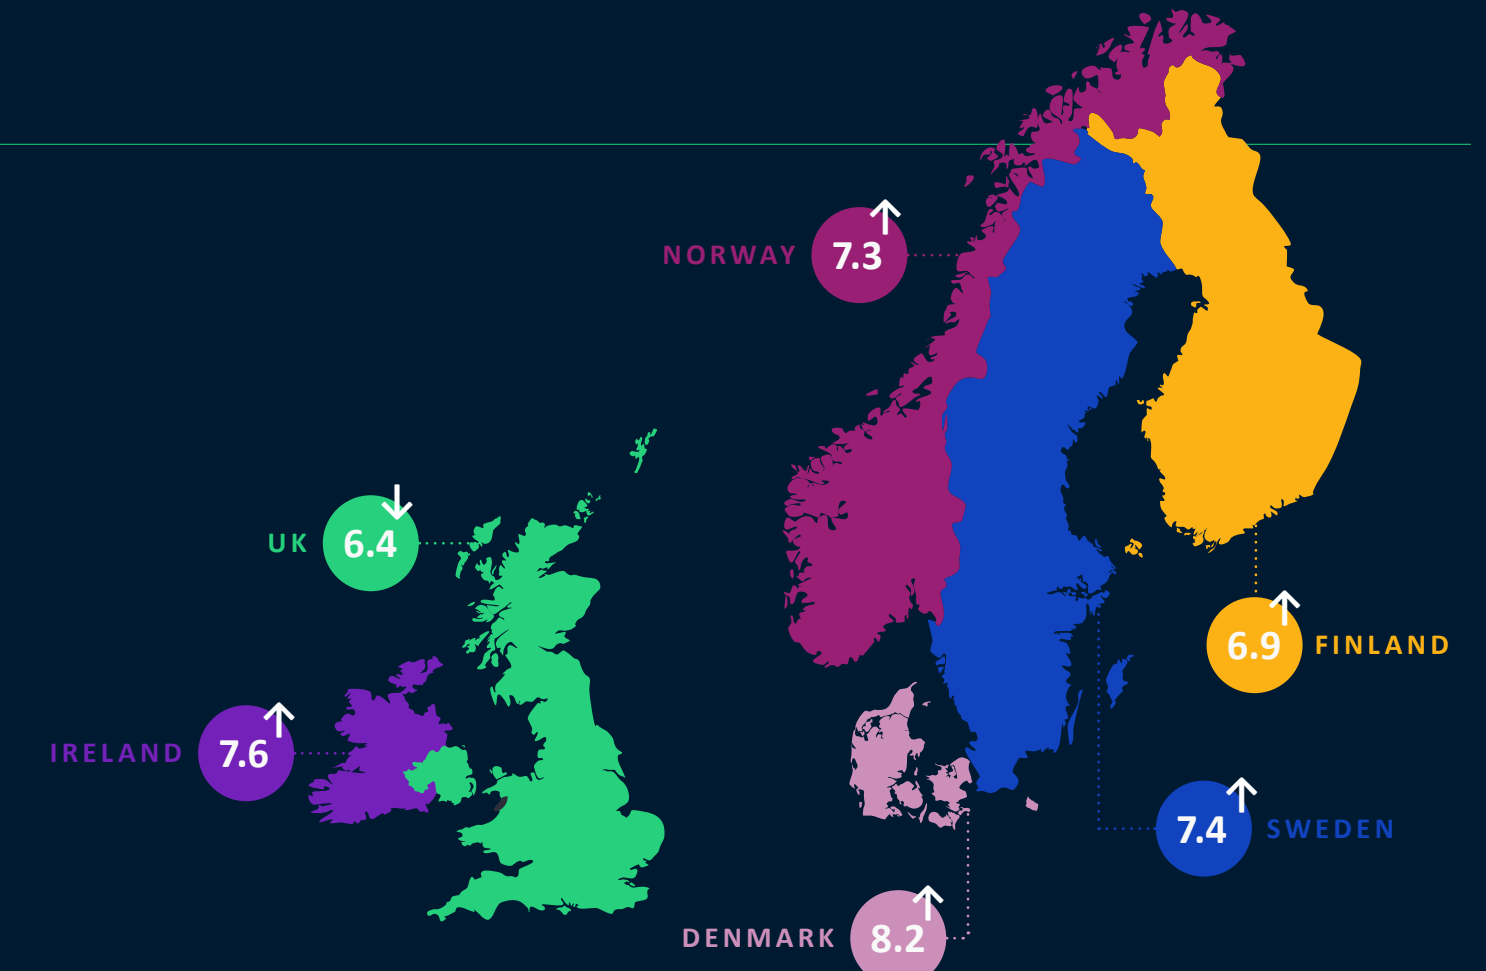 NORWAY 7.3
UK 6.4
6.9 FINLAND
IRELAND 7.6
7.4 SWEDEN
DENMARK 8.2